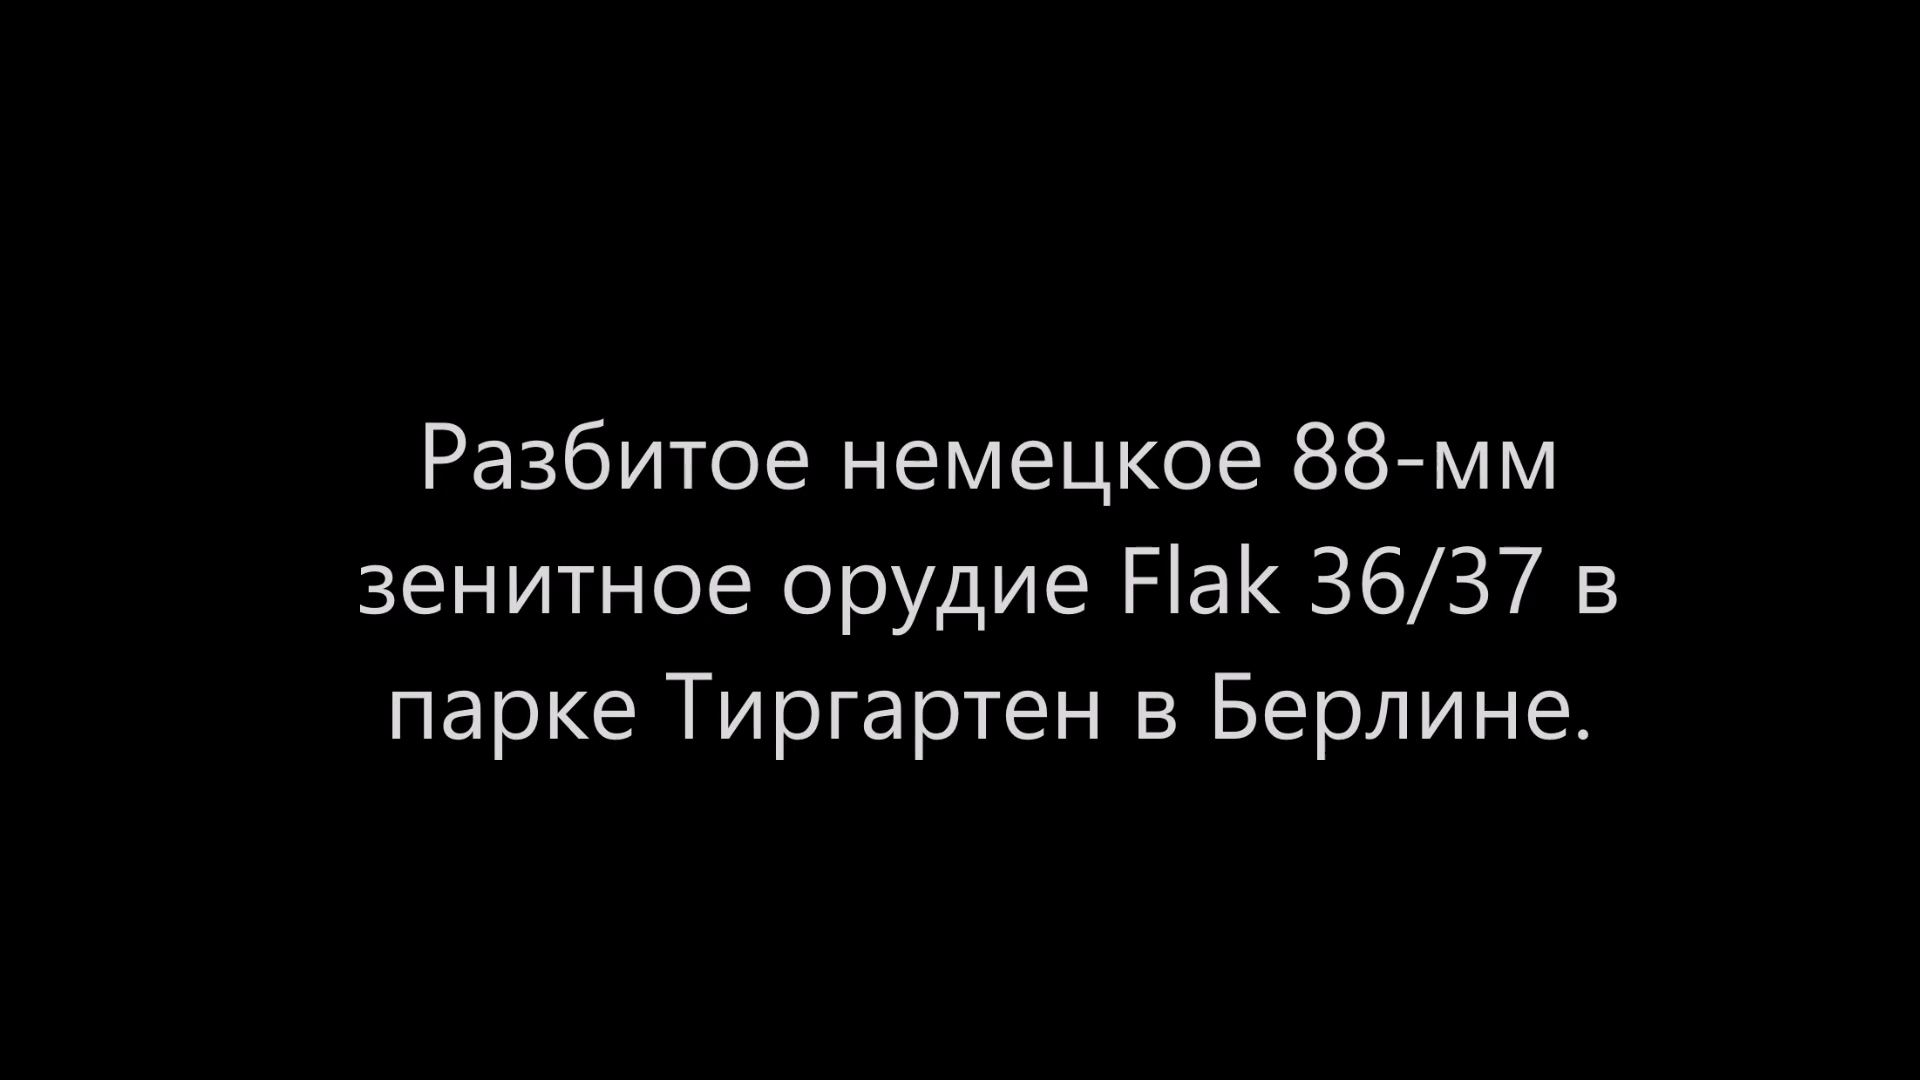 Разбитое немецкое 88-мм
зенитное орудие Flak 36/37 в
парке Тиргартен в Берлине.